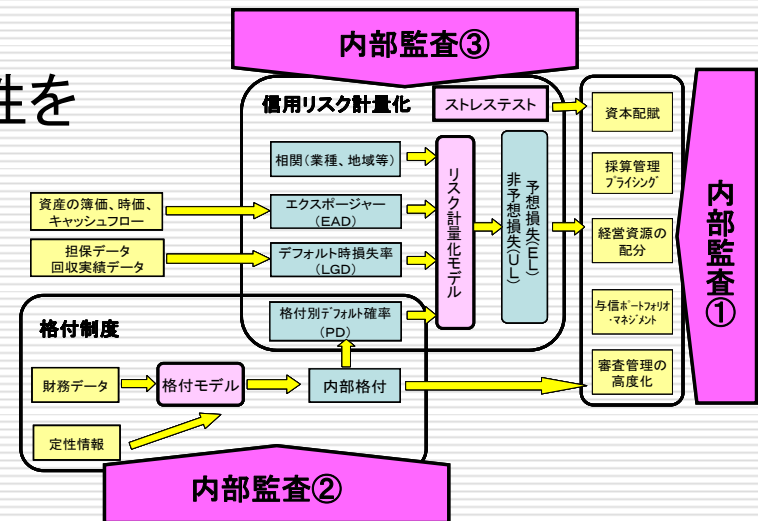 内部監査③
性を
信用リスク計量化
ストレステスト
資本配賦
相関(業種、地域等)
採算管理
プライシング
資産の簿価、時価、
キャッシュフロー
エクスポージャー
(EAD)
リスク計量化モデル
予想損失(EL)
非予想損失(UL)
経営資源の
配分
内部監査①
担保データ
回収実績データ
デフォルト時損失率
(LGD)
格付制度
格付別デフォルト確率
(PD)
与信ポートフォリオ
・マネジメント
財務データ
格付モデル
内部格付
審査管理の
高度化
定性情報
内部監査②